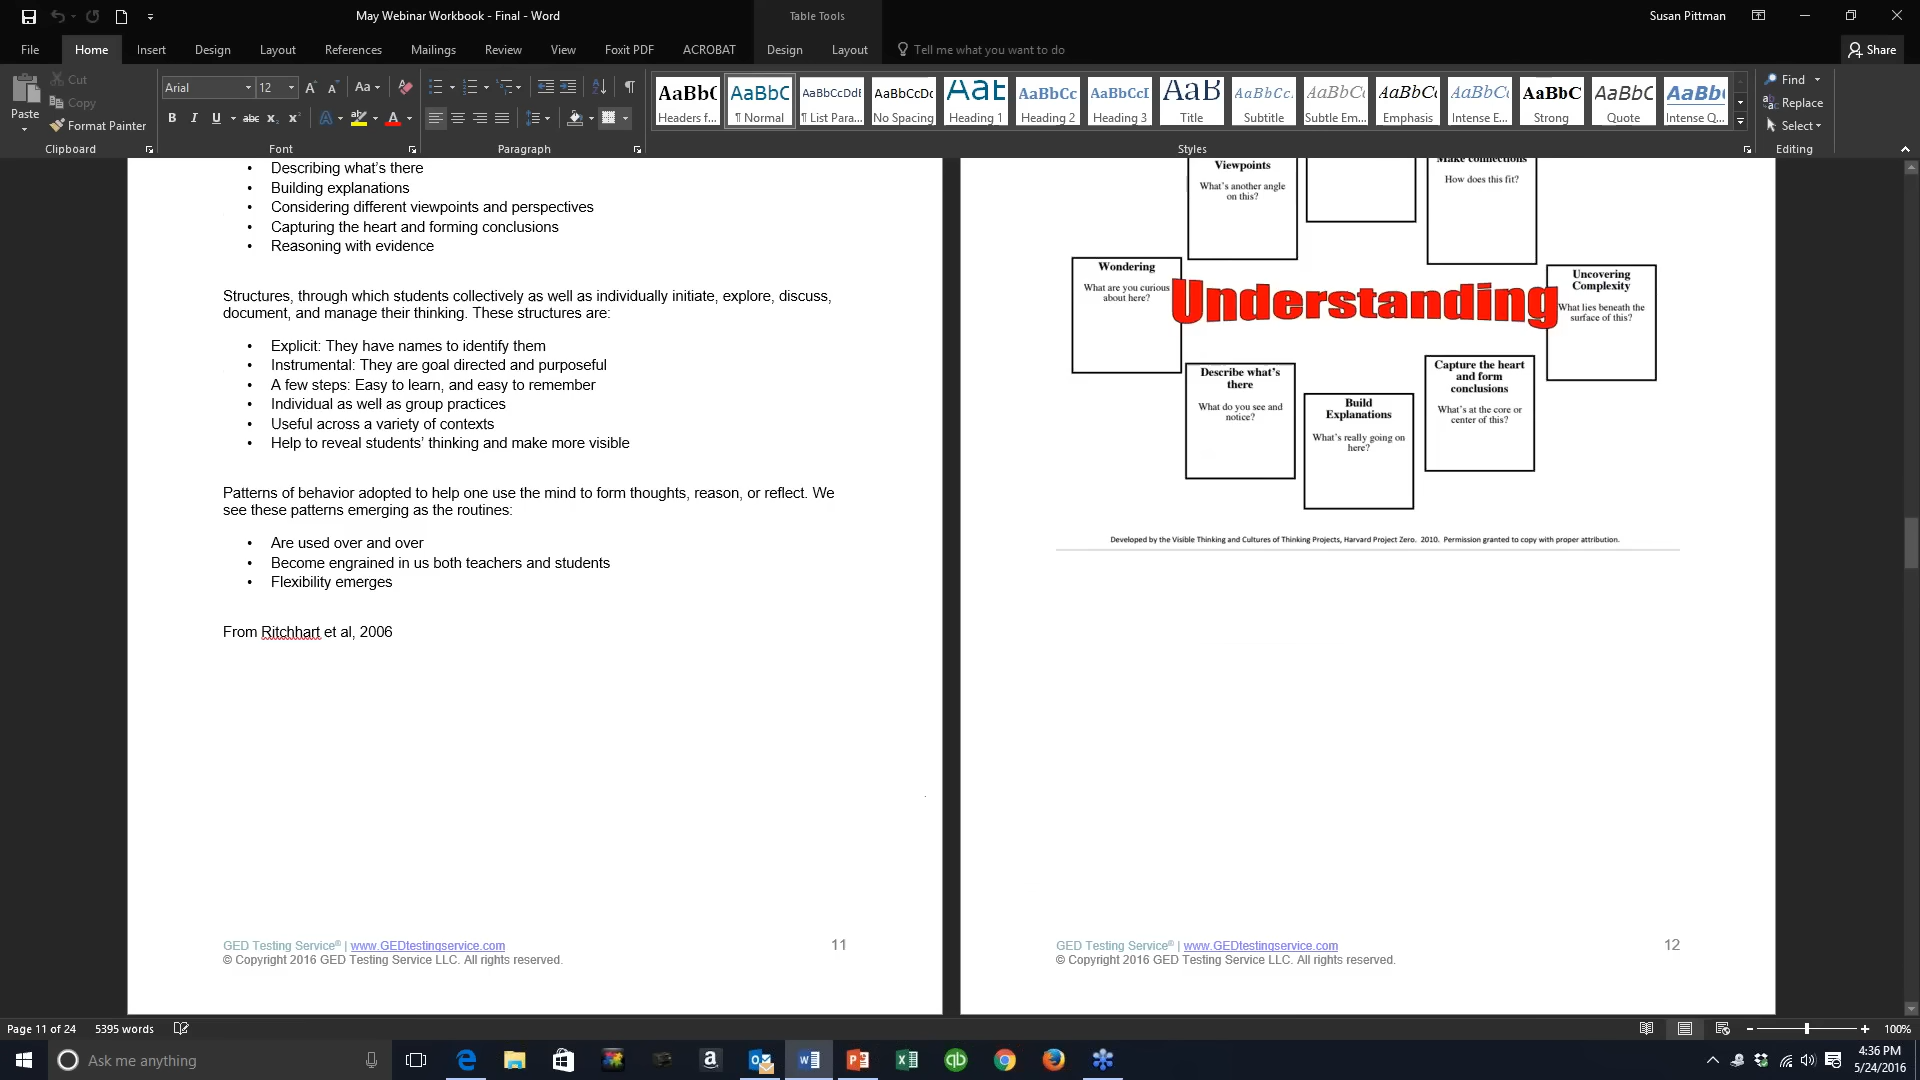 May Webinar Workbook - Final - Word
Table Tools
Susan Pittman
File
Home
Insert
Design
Layout
References
Mailings
Review
View
Foxit PDF
ACROBAT
Design
Layout
Tell me what you want to do
Share
Paste
Cut
Copy
Format Painter
Clipboard
Arial
12
Font
Paragraph
AaBb(
Headers f...
AaBbC
¶ Normal
AaBbCcDdE
¶ List Para...
AaBbCcDc
No Spacing
AaB
Heading 1
AaBbCc
Heading 2
AaBbCcI
Heading 3
AaB
Title
AaBbCc.
Subtitle
AaBbC
Subtle Em...
AaBbC
Emphasis
AaBbC
Intense E...
AaBbC
Strong
AaBbC
Quote
AaBb
Intense Q...
Styles
Find
Replace
Select
Editing
• Describing what's there
• Building explanations
• Considering different viewpoints and perspectives
• Capturing the heart and forming conclusions
• Reasoning with evidence
Structures, through which students collectively as well as individually initiate, explore, discuss,
document, and manage their thinking. These structures are:
• Explicit: They have names to identify them
• Instrumental: They are goal directed and purposeful
• A few steps: Easy to learn, and easy to remember
• Individual as well as group practices
• Useful across a variety of contexts
• Help to reveal students' thinking and make more visible
Patterns of behavior adopted to help one use the mind to form thoughts, reason, or reflect. We
see these patterns emerging as the routines:
• Are used over and over
• Become engrained in us both teachers and students
• Flexibility emerges
From Ritchhart et al, 2006
GED Testing Service® | www.GEDtestingservice.com
11
© Copyright 2016 GED Testing Service LLC. All rights reserved.
Viewpoints
What's another angle
on this?
Make connections
How does this fit?
Wondering
What are you curious
about here?
Understanding
Uncovering
Complexity
What lies beneath the
surface of this?
Describe what's
there
What do you see and
notice?
Build
Explanations
What's really going on
here?
Capture the heart
and form
conclusions
What's at the core or
center of this?
Developed by the Visible Thinking and Cultures of Thinking Projects, Harvard Project Zero. 2010. Permission granted to copy with proper attribution.
GED Testing Service® | www.GEDtestingservice.com
12
© Copyright 2016 GED Testing Service LLC. All rights reserved.
Page 11 of 24
5395 words
100%
Ask me anything
4:36 PM
5/24/2016